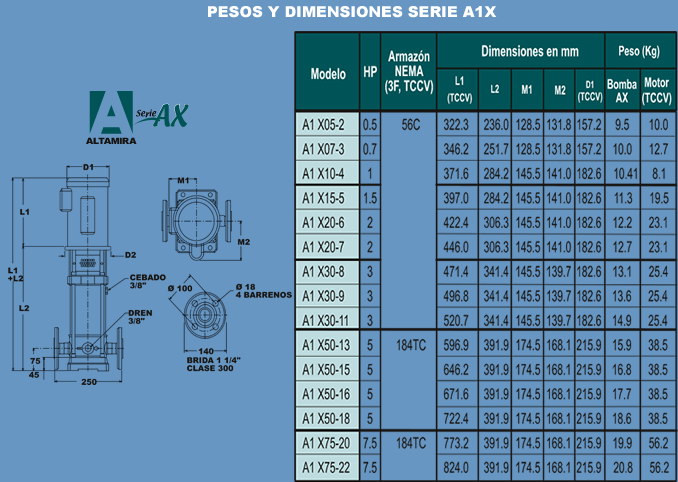 PESOS Y DIMENSIONES SERIE A1X
A Serie AX
ALTAMIRA
D1
L1
L1 +L2
L2
D2
CEBADO 3/8"
DREN 3/8"
75
45
250
M1
M2
Ø 100
Ø 18
4 BARRENOS
140
BRIDA 1 1/4"
CLASE 300
Modelo HP Armazón NEMA (3F, TCCV) Dimensiones en mm Peso (Kg)
L1 (TCCV) L2 M1 M2 D1 (TCCV) Bomba AX Motor (TCCV)
A1 X05-2 0.5 56C 322.3 236.0 128.5 131.8 157.2 9.5 10.0
A1 X07-3 0.7 346.2 251.7 128.5 131.8 157.2 10.0 12.7
A1 X10-4 1 371.6 284.2 145.5 141.0 182.6 10.41 8.1
A1 X15-5 1.5 397.0 284.2 145.5 141.0 182.6 11.3 19.5
A1 X20-6 2 422.4 306.3 145.5 141.0 182.6 12.2 23.1
A1 X20-7 2 446.0 306.3 145.5 141.0 182.6 12.7 23.1
A1 X30-8 3 471.4 341.4 145.5 139.7 182.6 13.1 25.4
A1 X30-9 3 496.8 341.4 145.5 139.7 182.6 13.6 25.4
A1 X30-11 3 520.7 341.4 145.5 139.7 182.6 14.9 25.4
A1 X50-13 5 184TC 596.9 391.9 174.5 168.1 215.9 15.9 38.5
A1 X50-15 5 646.2 391.9 174.5 168.1 215.9 16.8 38.5
A1 X50-16 5 671.6 391.9 174.5 168.1 215.9 17.7 38.5
A1 X50-18 5 722.4 391.9 174.5 168.1 215.9 18.6 38.5
A1 X75-20 7.5 184TC 773.2 391.9 174.5 168.1 215.9 19.9 56.2
A1 X75-22 7.5 824.0 391.9 174.5 168.1 215.9 20.8 56.2